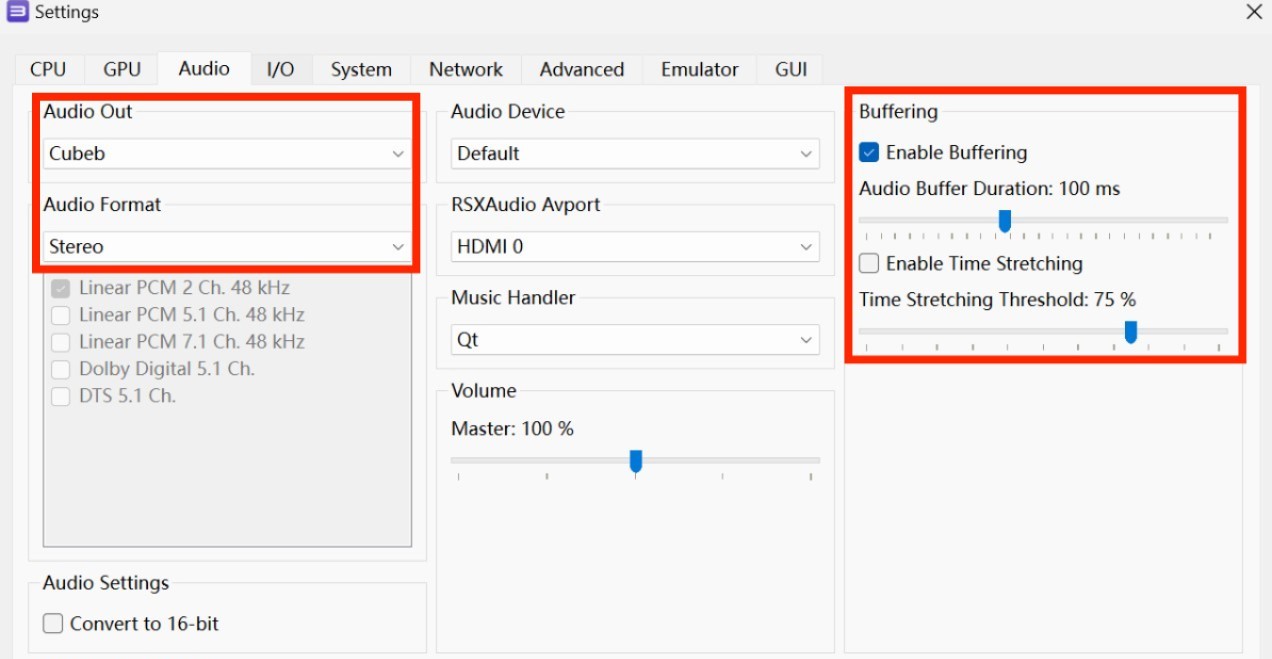 Settings
CPU GPU Audio I/O System Network Advanced Emulator GUI
Audio Out
Cubeb
Audio Format
Stereo
Linear PCM 2 Ch. 48 kHz
Linear PCM 5.1 Ch. 48 kHz
Linear PCM 7.1 Ch. 48 kHz
Dolby Digital 5.1 Ch.
DTS 5.1 Ch.
Audio Settings
Convert to 16-bit
Audio Device
Default
RSXAudio Avport
HDMI 0
Music Handler
Qt
Volume
Master: 100 %
Buffering
Enable Buffering
Audio Buffer Duration: 100 ms
Enable Time Stretching
Time Stretching Threshold: 75 %